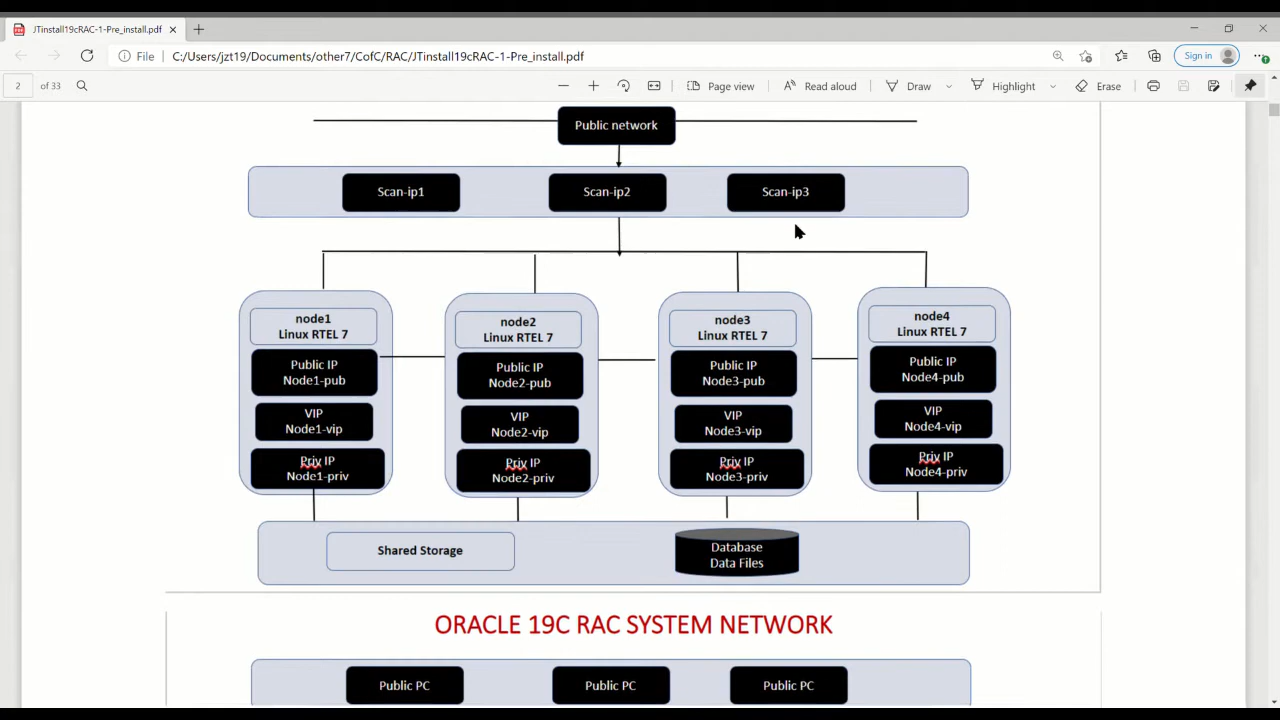 JTinstall19cRAC-1-Pre_install.pdf
File
C:/Users/jzt19/Documents/other7/CofC/RAC/JTinstall19cRAC-1-Pre_install.pdf
Sign in
2 of 33
Page view
Read aloud
Draw
Highlight
Erase
Public network
Scan-ip1
Scan-ip2
Scan-ip3
node1
Linux RTEL 7
Public IP
Node1-pub
VIP
Node1-vip
Priv IP
Node1-priv
node2
Linux RTEL 7
Public IP
Node2-pub
VIP
Node2-vip
Priv IP
Node2-priv
node3
Linux RTEL 7
Public IP
Node3-pub
VIP
Node3-vip
Priv IP
Node3-priv
node4
Linux RTEL 7
Public IP
Node4-pub
VIP
Node4-vip
Priv IP
Node4-priv
Shared Storage
Database
Data Files
ORACLE 19C RAC SYSTEM NETWORK
Public PC
Public PC
Public PC